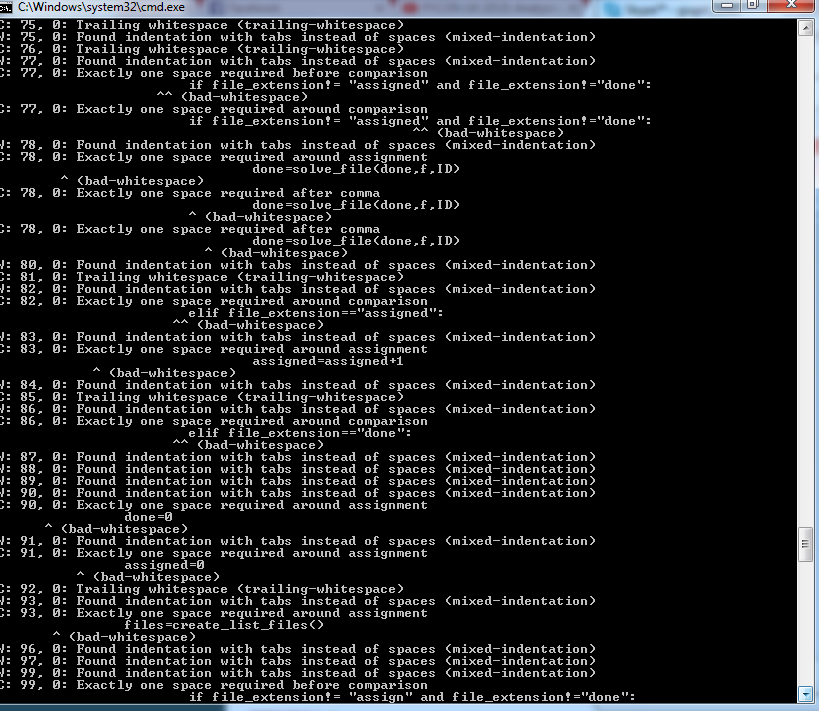 C:\Windows\system32\cmd.exe
C: 75, 0: Trailing whitespace (trailing-whitespace)
W: 75, 0: Found indentation with tabs instead of spaces (mixed-indentation)
C: 76, 0: Trailing whitespace (trailing-whitespace)
W: 77, 0: Found indentation with tabs instead of spaces (mixed-indentation)
C: 77, 0: Exactly one space required before comparison
if file_extension!= "assigned" and file_extension!="done":
^^ (bad-whitespace)
C: 77, 0: Exactly one space required around comparison
if file_extension!= "assigned" and file_extension!="done":
^^ (bad-whitespace)
W: 78, 0: Found indentation with tabs instead of spaces (mixed-indentation)
C: 78, 0: Exactly one space required around assignment
done=solve_file(done,f,ID)
^ (bad-whitespace)
C: 78, 0: Exactly one space required after comma
done=solve_file(done,f,ID)
^ (bad-whitespace)
C: 78, 0: Exactly one space required after comma
done=solve_file(done,f,ID)
^ (bad-whitespace)
W: 80, 0: Found indentation with tabs instead of spaces (mixed-indentation)
C: 81, 0: Trailing whitespace (trailing-whitespace)
W: 82, 0: Found indentation with tabs instead of spaces (mixed-indentation)
C: 82, 0: Exactly one space required around comparison
elif file_extension=="assigned":
^^ (bad-whitespace)
W: 83, 0: Found indentation with tabs instead of spaces (mixed-indentation)
C: 83, 0: Exactly one space required around assignment
assigned=assigned+1
^ (bad-whitespace)
W: 84, 0: Found indentation with tabs instead of spaces (mixed-indentation)
C: 85, 0: Trailing whitespace (trailing-whitespace)
W: 86, 0: Found indentation with tabs instead of spaces (mixed-indentation)
C: 86, 0: Exactly one space required around comparison
elif file_extension=="done":
^^ (bad-whitespace)
W: 87, 0: Found indentation with tabs instead of spaces (mixed-indentation)
W: 88, 0: Found indentation with tabs instead of spaces (mixed-indentation)
W: 89, 0: Found indentation with tabs instead of spaces (mixed-indentation)
W: 90, 0: Found indentation with tabs instead of spaces (mixed-indentation)
C: 90, 0: Exactly one space required around assignment
done=0
^ (bad-whitespace)
W: 91, 0: Found indentation with tabs instead of spaces (mixed-indentation)
C: 91, 0: Exactly one space required around assignment
assigned=0
^ (bad-whitespace)
C: 92, 0: Trailing whitespace (trailing-whitespace)
W: 93, 0: Found indentation with tabs instead of spaces (mixed-indentation)
C: 93, 0: Exactly one space required around assignment
files=create_list_files()
^ (bad-whitespace)
W: 96, 0: Found indentation with tabs instead of spaces (mixed-indentation)
W: 97, 0: Found indentation with tabs instead of spaces (mixed-indentation)
W: 99, 0: Found indentation with tabs instead of spaces (mixed-indentation)
C: 99, 0: Exactly one space required before comparison
if file_extension!= "assign" and file_extension!="done":